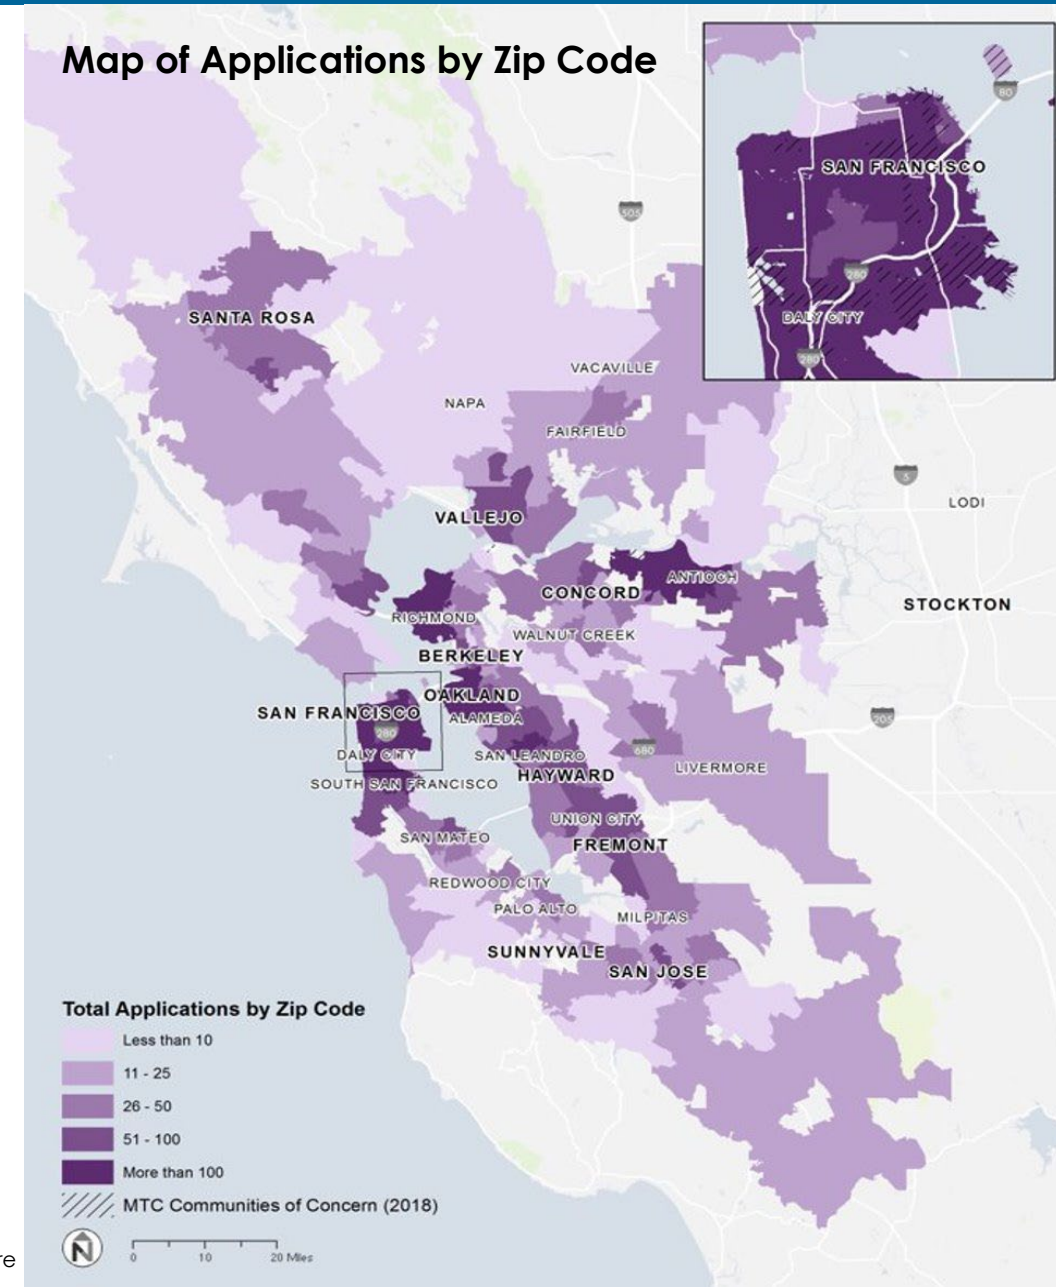 Map of Applications by Zip Code
80
SAN FRANCISCO
280
DALY CITY
280
505
SANTA ROSA
VACAVILLE
NAPA
FAIRFIELD
5
LODI
VALLEJO
ANTIOCH
CONCORD
STOCKTON
RICHMOND
WALNUT CREEK
BERKELEY
OAKLAND
SAN FRANCISCO
ALAMEDA
205
280
DALY CITY
SAN LEANDRO
680
LIVERMORE
HAYWARD
SOUTH SAN FRANCISCO
UNION CITY
SAN MATEO
FREMONT
REDWOOD CITY
PALO ALTO
MILPITAS
SUNNYVALE
SAN JOSE
Total Applications by Zip Code
Less than 10
11 - 25
26 - 50
51 - 100
More than 100
MTC Communities of Concern (2018)
N
0 10 20 Miles
re